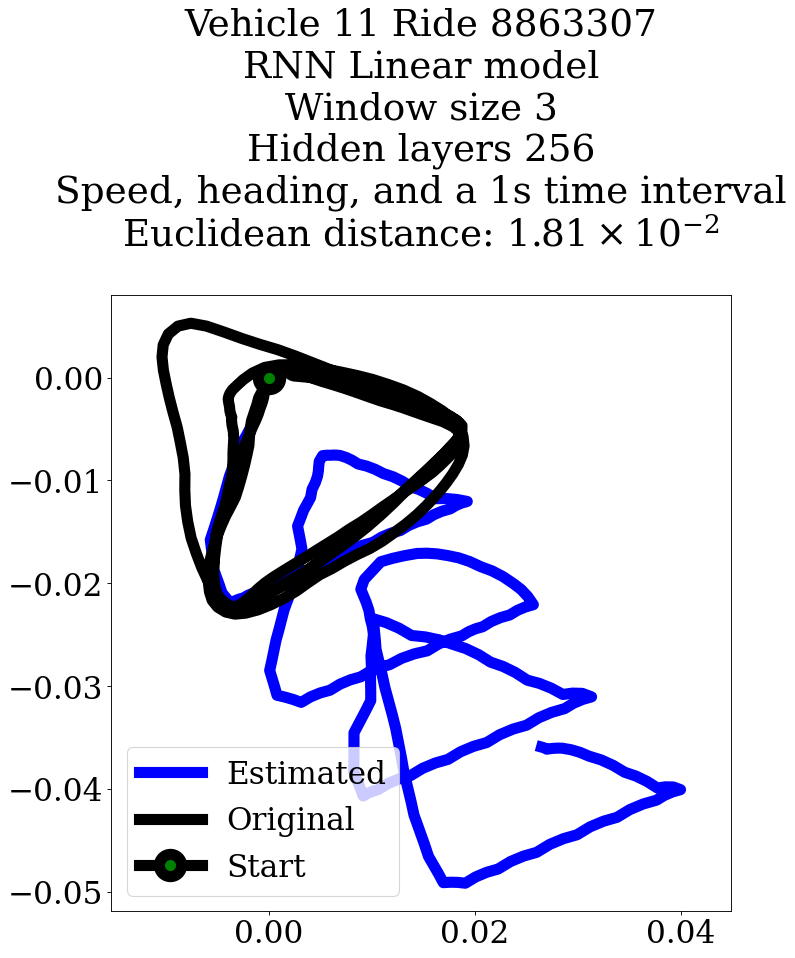 Vehicle 11 Ride 8863307
RNN Linear model
Window size 3
Hidden layers 256
Speed, heading, and a 1s time interval
Euclidean distance: 1.81 × 10⁻²
0.00
−0.01
−0.02
−0.03
−0.04
−0.05
Estimated
Original
Start
0.00 0.02 0.04